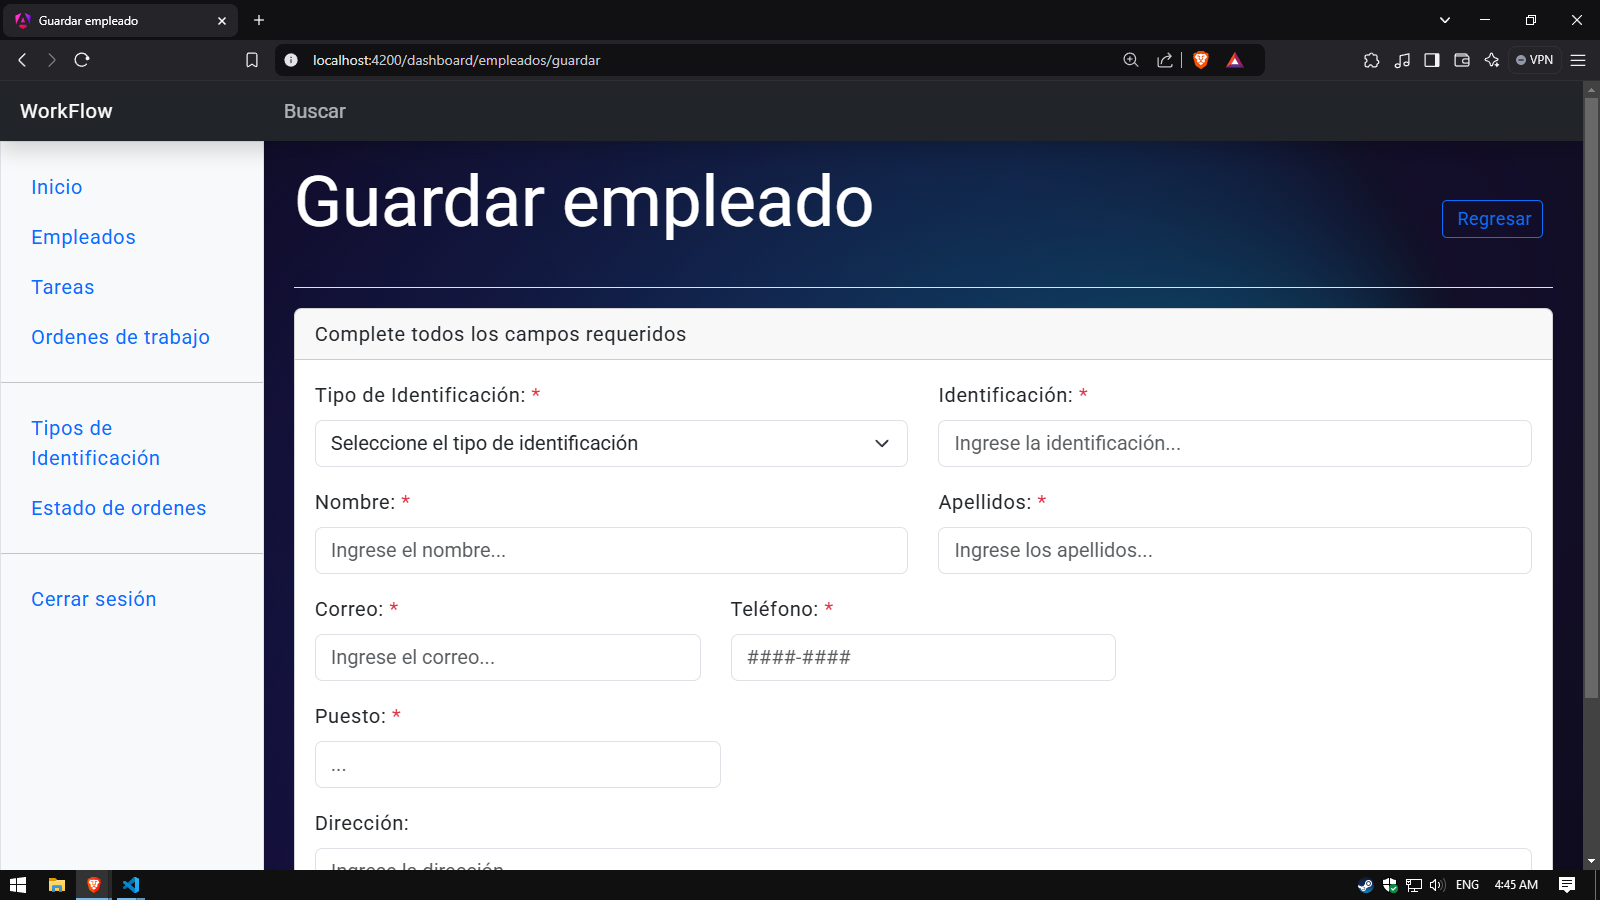 Guardar empleado
localhost:4200/dashboard/empleados/guardar
VPN
WorkFlow
Buscar
Inicio
Empleados
Tareas
Ordenes de trabajo
Tipos de
Identificación
Estado de ordenes
Cerrar sesión
Guardar empleado
Regresar
Complete todos los campos requeridos
Tipo de Identificación: *
Identificación: *
Seleccione el tipo de identificación
Ingrese la identificación...
Nombre: *
Apellidos: *
Ingrese el nombre...
Ingrese los apellidos...
Correo: *
Teléfono: *
Ingrese el correo...
####-####
Puesto: *
...
Dirección:
Ingrese la dirección
ENG
4:45 AM